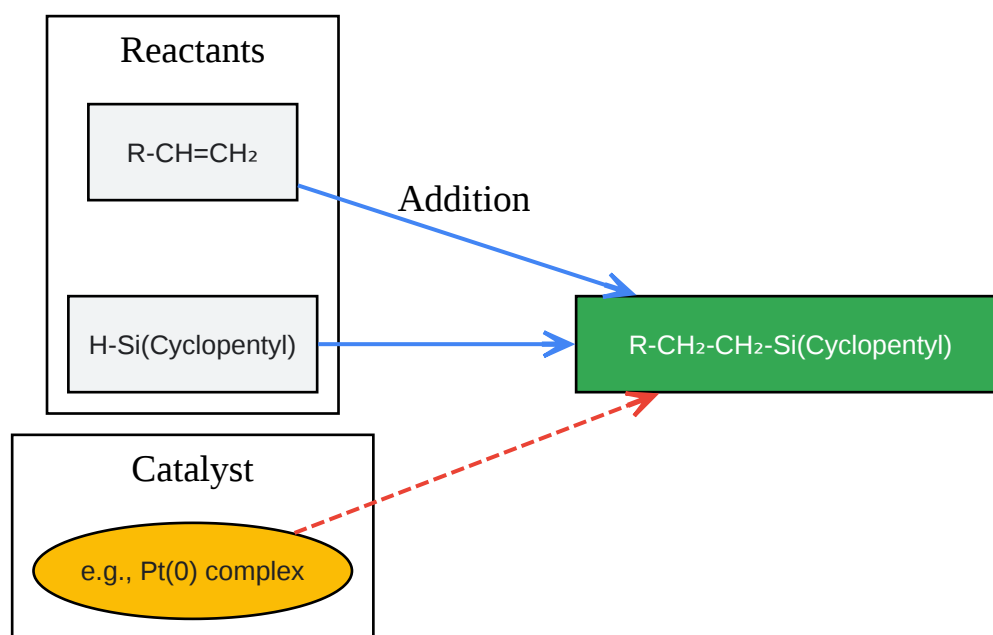 Reactants
R-CH=CH₂
Addition
H-Si(Cyclopentyl)
R-CH₂-CH₂-Si(Cyclopentyl)
Catalyst
e.g., Pt(0) complex